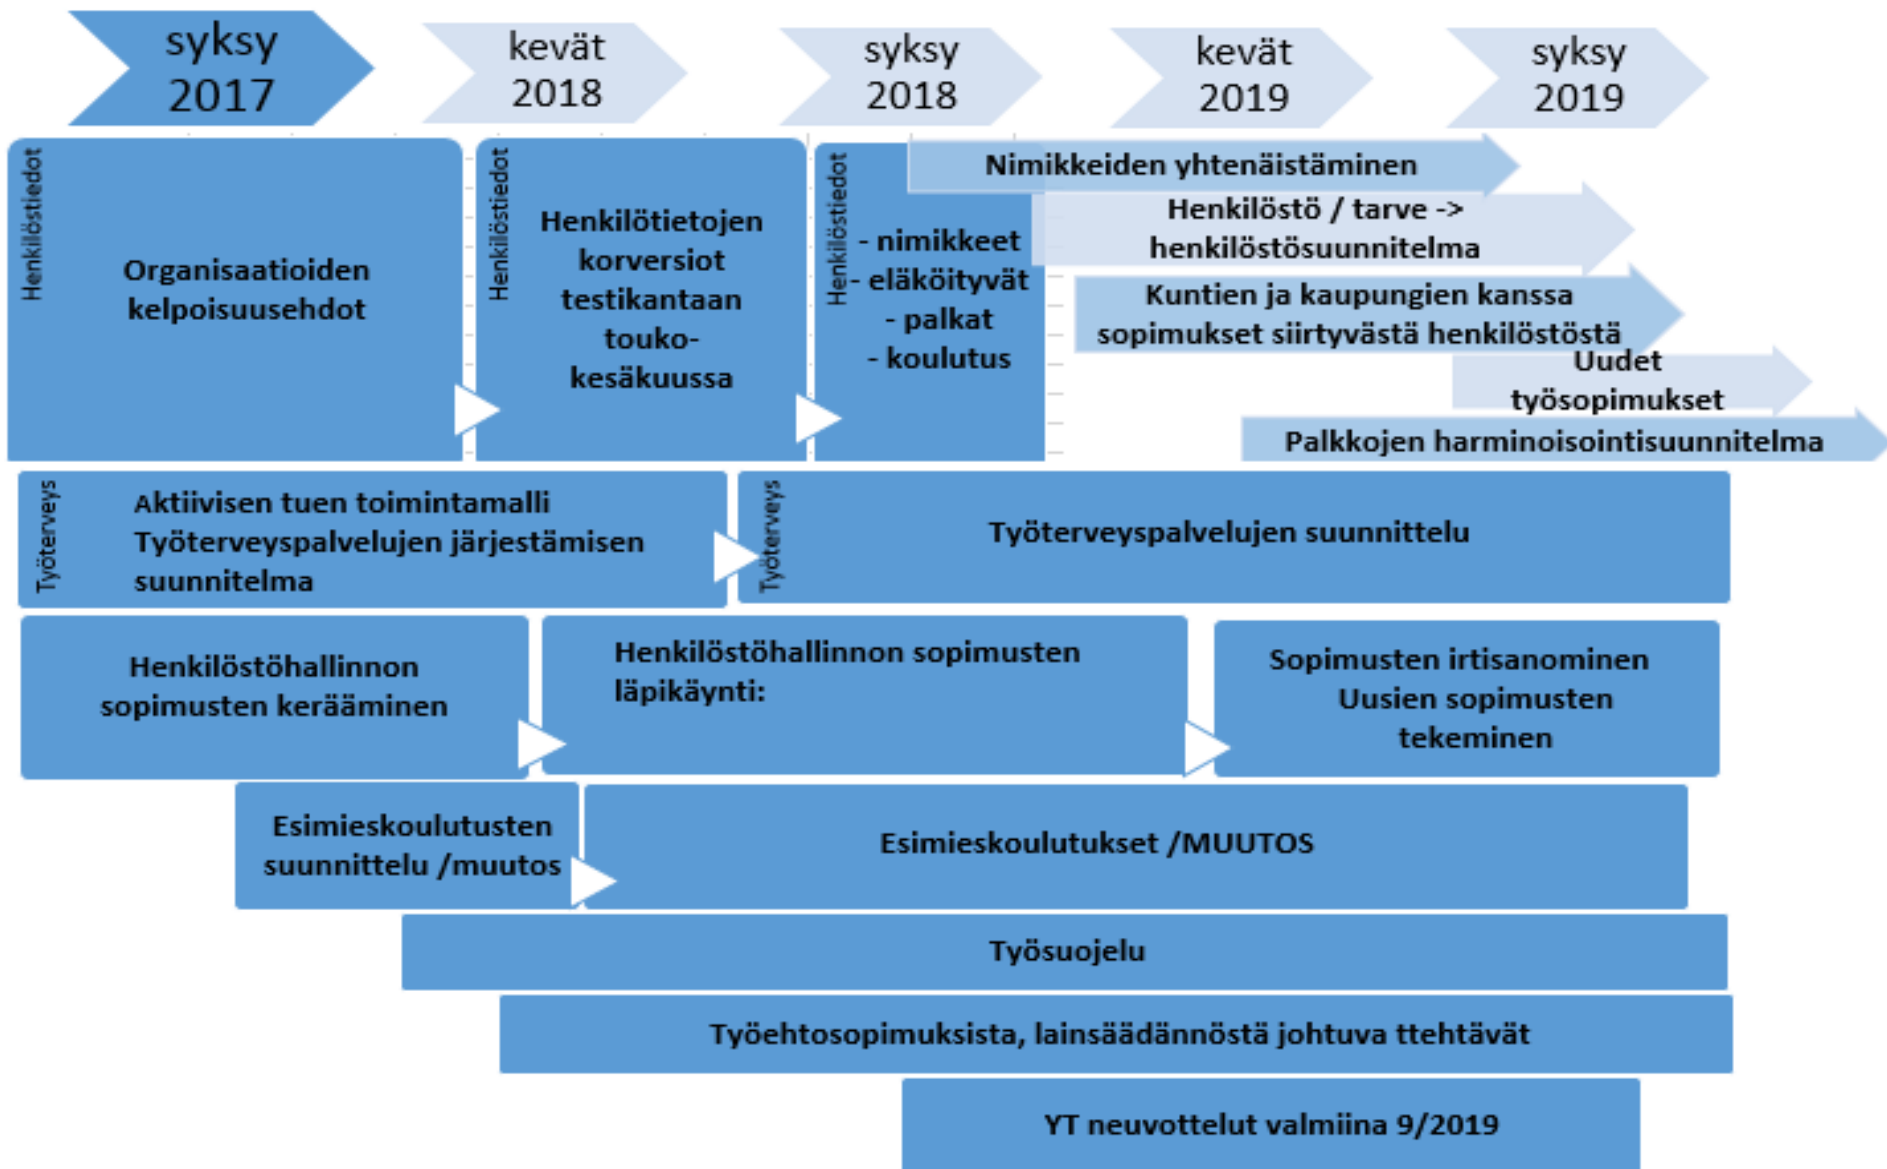 syksy
2017
kevät
2018
syksy
2018
kevät
2019
syksy
2019
Henkilöstiedot
Organisaatioiden
kelpoisuusehdot
Henkilöstiedot
Henkilötietojen
korversiot
testikantaan
touko-
kesäkuussa
Henkilöstiedot
- nimikkeet
- eläköityvät
- palkat
- koulutus
Nimikkeiden yhtenäistäminen
Henkilöstö / tarve ->
henkilöstösuunnitelma
Kuntien ja kaupungien kanssa
sopimukset siirtyvästä henkilöstöstä
Uudet
työsopimukset
Palkkojen harminoisointisuunnitelma
Työterveys
Aktiivisen tuen toimintamalli
Työterveyspalvelujen järjestämisen
suunnitelma
Työterveys
Työterveyspalvelujen suunnittelu
Henkilöstöhallinnon
sopimusten kerääminen
Henkilöstöhallinnon sopimusten
läpikäynti:
Sopimusten irtisanominen
Uusien sopimusten
tekeminen
Esimieskoulutusten
suunnittelu /muutos
Esimieskoulutukset /MUUTOS
Työsuojelu
Työehtosopimuksista, lainsäädännöstä johtuva ttehtävät
YT neuvottelut valmiina 9/2019